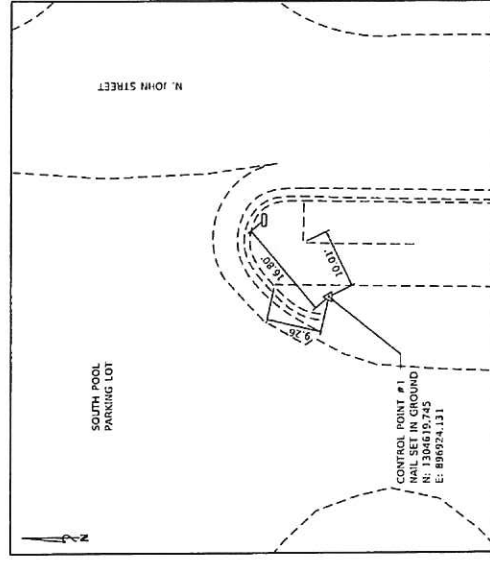 N
SOUTH POOL
PARKING LOT
N. JOHN STREET
16.80'
10.01'
9.26
CONTROL POINT #1
NAIL SET IN GROUND
N: 1304619.745
E: 896924.131